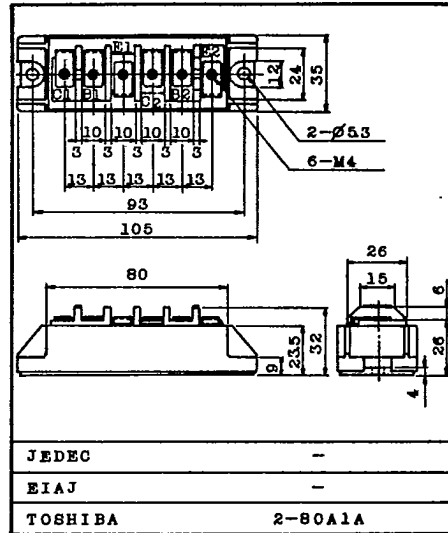 E1 E2
C1 B1 C2 B2
12 24 35
10 10 10 10
3 3 3 3 3
13 13 13 13 13
2-Ø5.3
6-M4
93
105
80
9 23.5 32
26
15
6
26
4
JEDEC -
EIAJ -
TOSHIBA 2-80A1A